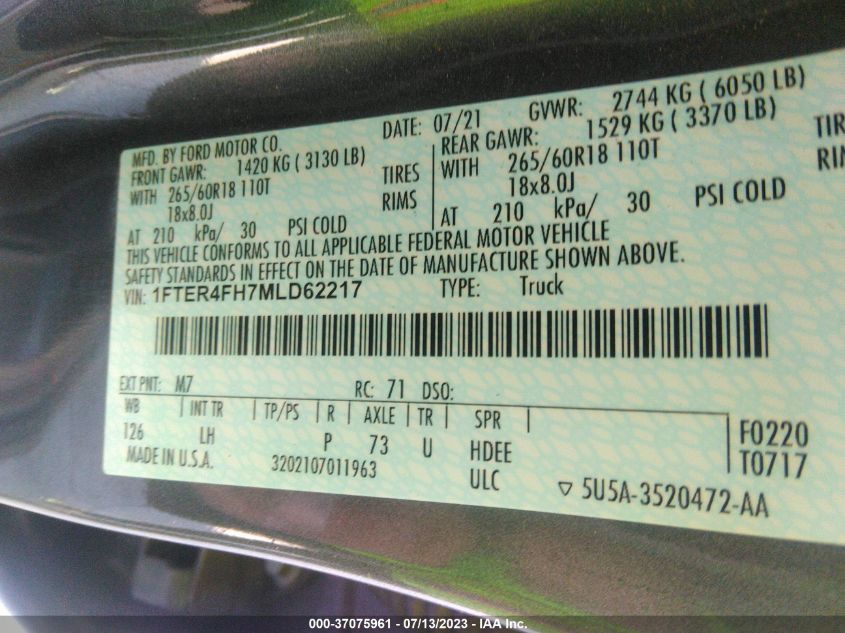 MFD. BY FORD MOTOR CO. DATE: 07/21 GVWR: 2744 KG ( 6050 LB)
FRONT GAWR: 1420 KG ( 3130 LB) REAR GAWR: 1529 KG ( 3370 LB)
WITH 265/60R18 110T TIRES WITH 265/60R18 110T
18x8.0J RIMS 18x8.0J RIMS
AT 210 kPa/ 30 PSI COLD AT 210 kPa/ 30 PSI COLD
THIS VEHICLE CONFORMS TO ALL APPLICABLE FEDERAL MOTOR VEHICLE
SAFETY STANDARDS IN EFFECT ON THE DATE OF MANUFACTURE SHOWN ABOVE.
VIN: 1FTER4FH7MLD62217 TYPE: Truck
EXT PNT: M7 RC: 71 DSO:
WB INT TR TP/PS R AXLE TR SPR
126 LH P 73 U HDEE
F0220
T0717
MADE IN U.S.A. 3202107011963 ULC
▽ 5U5A-3520472-AA
000-37075961 - 07/13/2023 - IAA Inc.